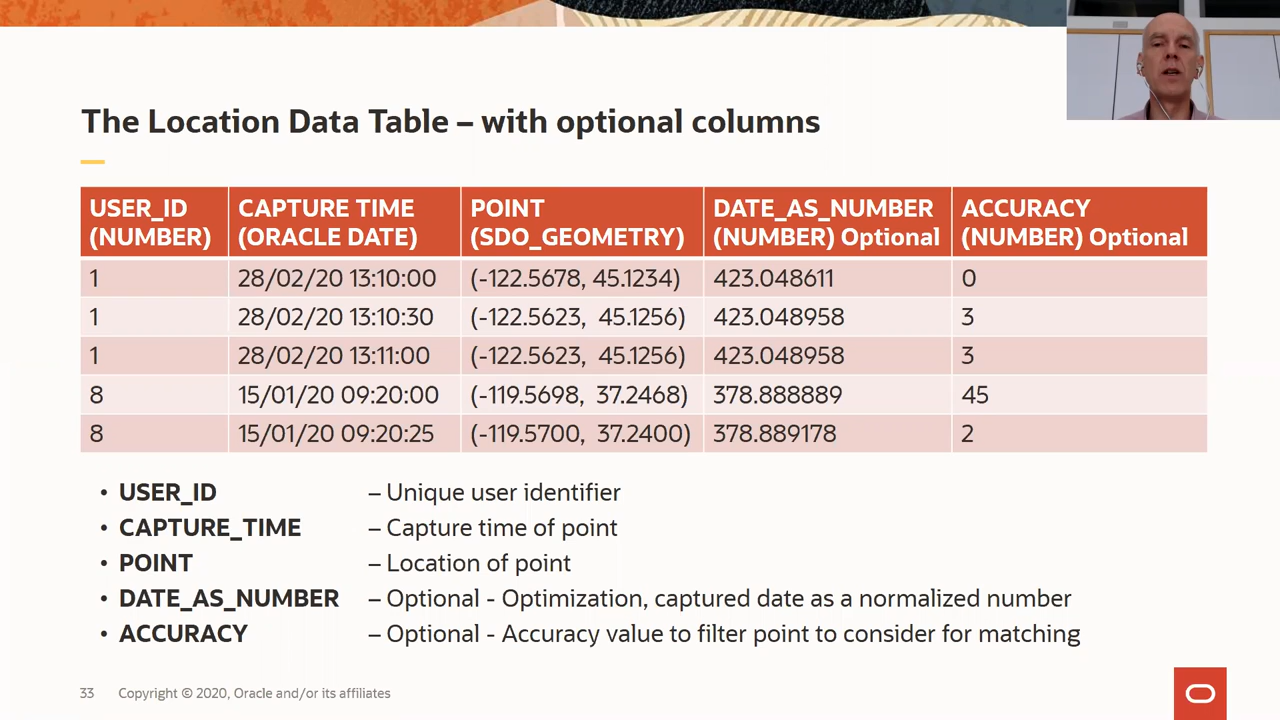 The Location Data Table – with optional columns
USER_ID (NUMBER) CAPTURE TIME (ORACLE DATE) POINT (SDO_GEOMETRY) DATE_AS_NUMBER (NUMBER) Optional ACCURACY (NUMBER) Optional
1 28/02/20 13:10:00 (-122.5678, 45.1234) 423.048611 0
1 28/02/20 13:10:30 (-122.5623, 45.1256) 423.048958 3
1 28/02/20 13:11:00 (-122.5623, 45.1256) 423.048958 3
8 15/01/20 09:20:00 (-119.5698, 37.2468) 378.888889 45
8 15/01/20 09:20:25 (-119.5700, 37.2400) 378.889178 2
• USER_ID – Unique user identifier
• CAPTURE_TIME – Capture time of point
• POINT – Location of point
• DATE_AS_NUMBER – Optional - Optimization, captured date as a normalized number
• ACCURACY – Optional - Accuracy value to filter point to consider for matching
33 Copyright © 2020, Oracle and/or its affiliates